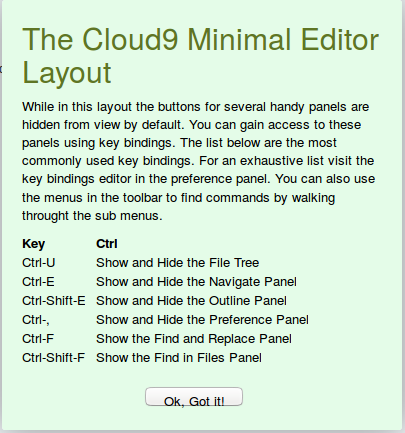 The Cloud9 Minimal Editor
Layout
While in this layout the buttons for several handy panels are
hidden from view by default. You can gain access to these
panels using key bindings. The list below are the most
commonly used key bindings. For an exhaustive list visit the
key bindings editor in the preference panel. You can also use
the menus in the toolbar to find commands by walking
throught the sub menus.
Key Ctrl
Ctrl-U Show and Hide the File Tree
Ctrl-E Show and Hide the Navigate Panel
Ctrl-Shift-E Show and Hide the Outline Panel
Ctrl-, Show and Hide the Preference Panel
Ctrl-F Show the Find and Replace Panel
Ctrl-Shift-F Show the Find in Files Panel
Ok, Got it!